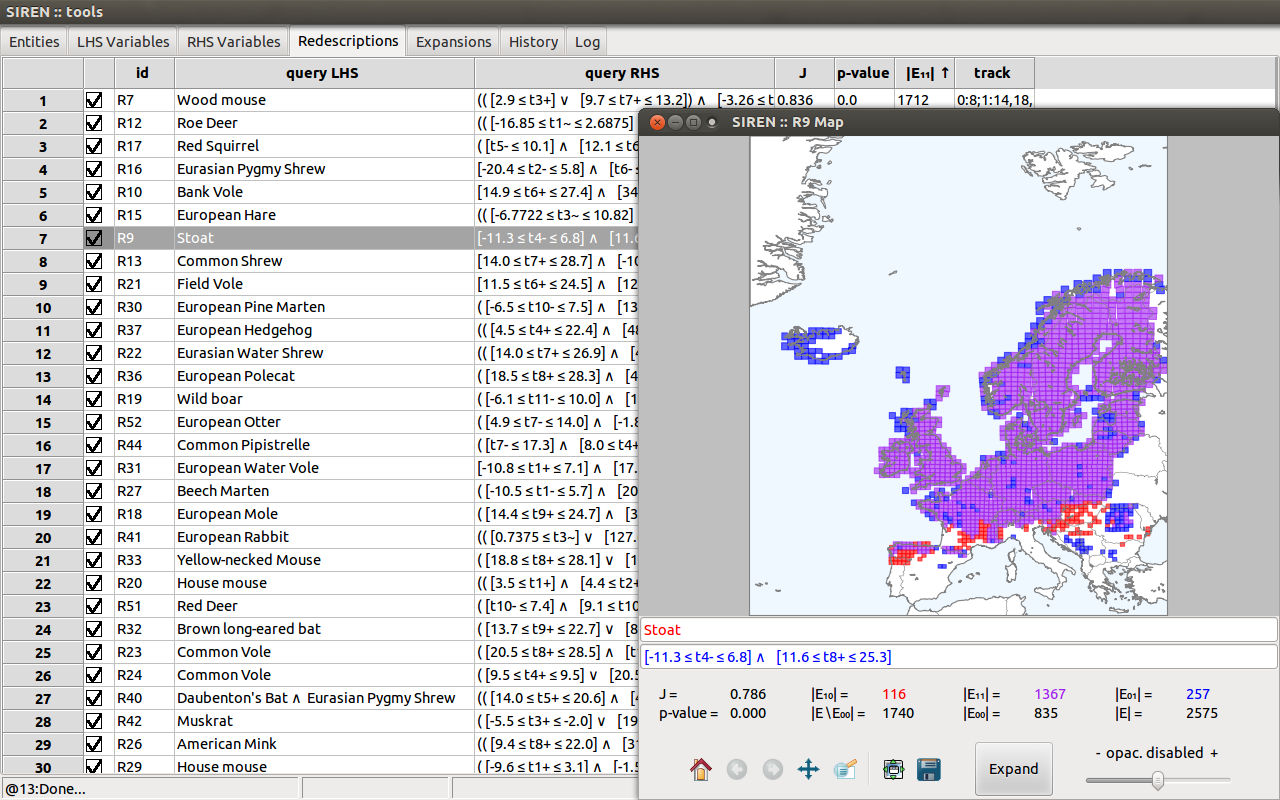 SIREN :: tools
Entities LHS Variables RHS Variables Redescriptions Expansions History Log
id query LHS query RHS J p-value |E₁₁| ↑ track
1 R7 Wood mouse (( [2.9 ≤ t3+] ∨ [9.7 ≤ t7+ ≤ 13.2]) ∧ [-3.26 ≤ t 0.836 0.0 1712 0:8;1:14,18,
2 R12 Roe Deer (( [-16.85 ≤ t1~ ≤ 2.6875]
3 R17 Red Squirrel ( [t5- ≤ 10.1] ∧ [12.1 ≤ t6
4 R16 Eurasian Pygmy Shrew [-20.4 ≤ t2- ≤ 5.8] ∧ [t6- ≤
5 R10 Bank Vole [14.9 ≤ t6+ ≤ 27.4] ∧ [34
6 R15 European Hare (( [-6.7722 ≤ t3~ ≤ 10.82]
7 R9 Stoat [-11.3 ≤ t4- ≤ 6.8] ∧ [11.6
8 R13 Common Shrew [14.0 ≤ t7+ ≤ 28.7] ∧ [-10
9 R21 Field Vole [11.5 ≤ t6+ ≤ 24.5] ∧ [12
10 R30 European Pine Marten ( [-6.5 ≤ t10- ≤ 7.5] ∧ [13
11 R37 European Hedgehog (( [4.5 ≤ t4+ ≤ 22.4] ∧ [48
12 R22 Eurasian Water Shrew (( [14.0 ≤ t7+ ≤ 26.9] ∧ [4
13 R36 European Polecat ( [18.5 ≤ t8+ ≤ 28.3] ∧ [4
14 R19 Wild boar ( [-6.1 ≤ t11- ≤ 10.0] ∧ [1
15 R52 European Otter ( [4.9 ≤ t7- ≤ 14.0] ∧ [-1.8
16 R44 Common Pipistrelle ( [t7- ≤ 17.3] ∧ [8.0 ≤ t4+
17 R31 European Water Vole [-10.8 ≤ t1+ ≤ 7.1] ∧ [17.
18 R27 Beech Marten ( [-10.5 ≤ t1- ≤ 5.7] ∧ [20
19 R18 European Mole ( [14.4 ≤ t9+ ≤ 24.7] ∧ [3
20 R41 European Rabbit (( [0.7375 ≤ t3~] ∨ [127.
21 R33 Yellow-necked Mouse ( [18.8 ≤ t8+ ≤ 28.1] ∨ [1
22 R20 House mouse (( [3.5 ≤ t1+] ∧ [4.4 ≤ t2+
23 R51 Red Deer ( [t10- ≤ 7.4] ∧ [9.1 ≤ t10
24 R32 Brown long-eared bat ( [13.7 ≤ t9+ ≤ 22.7] ∨ [8
25 R23 Common Vole ( [20.5 ≤ t8+ ≤ 28.5] ∧ [t
26 R24 Common Vole ( [9.5 ≤ t4+ ≤ 9.5] ∨ [20.5
27 R40 Daubenton's Bat ∧ Eurasian Pygmy Shrew (( [14.0 ≤ t5+ ≤ 20.6] ∧ [4
28 R42 Muskrat ( [-5.5 ≤ t3+ ≤ -2.0] ∨ [19
29 R26 American Mink (( [9.4 ≤ t8+ ≤ 22.0] ∧ [31
30 R29 House mouse ( [-9.6 ≤ t1+ ≤ 3.1] ∧ [-1.5
@13:Done...
SIREN :: R9 Map
Stoat
[-11.3 ≤ t4- ≤ 6.8] ∧ [11.6 ≤ t8+ ≤ 25.3]
J = 0.786 |E₁₀| = 116 |E₁₁| = 1367 |E₀₁| = 257
p-value = 0.000 |E∖E₀₀| = 1740 |E₀₀| = 835 |E| = 2575
Expand - opac. disabled +